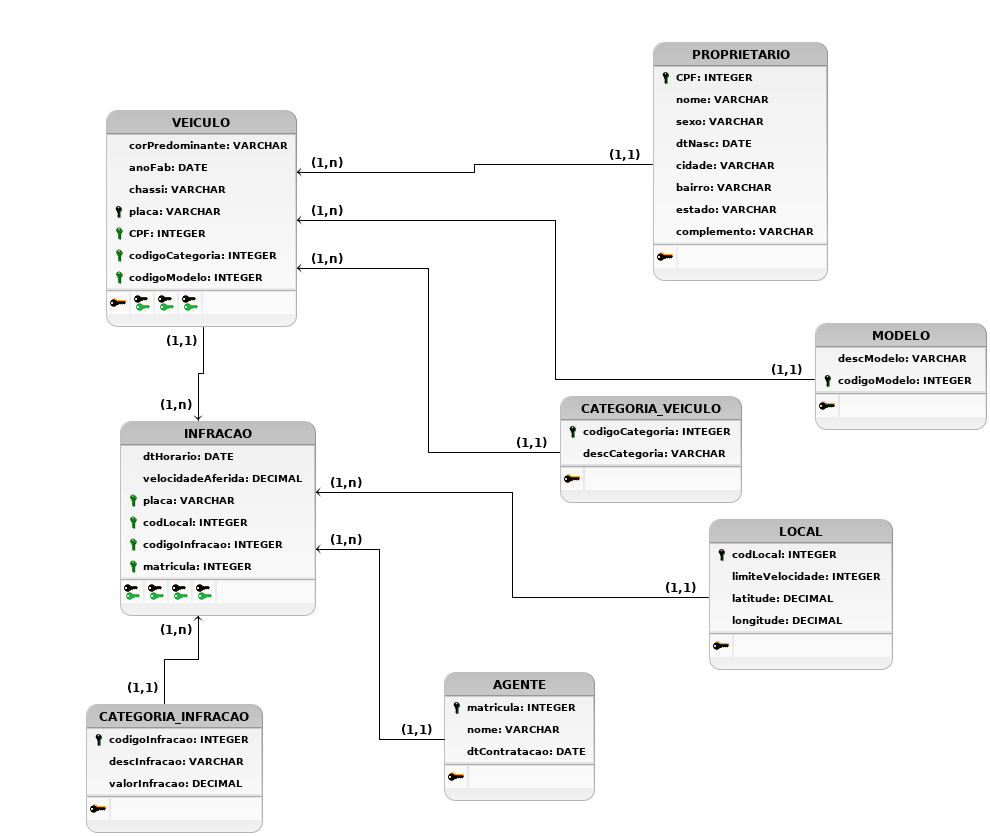 PROPRIETARIO
CPF: INTEGER
nome: VARCHAR
sexo: VARCHAR
dtNasc: DATE
cidade: VARCHAR
bairro: VARCHAR
estado: VARCHAR
complemento: VARCHAR
(1,1)
VEICULO
corPredominante: VARCHAR
anoFab: DATE
chassi: VARCHAR
placa: VARCHAR
CPF: INTEGER
codigoCategoria: INTEGER
codigoModelo: INTEGER
(1,n)
(1,n)
(1,n)
(1,1)
(1,n)
MODELO
descModelo: VARCHAR
codigoModelo: INTEGER
(1,1)
CATEGORIA_VEICULO
codigoCategoria: INTEGER
descCategoria: VARCHAR
(1,1)
INFRACAO
dtHorario: DATE
velocidadeAferida: DECIMAL
placa: VARCHAR
codLocal: INTEGER
codigoInfracao: INTEGER
matricula: INTEGER
(1,n)
(1,n)
(1,n)
LOCAL
codLocal: INTEGER
limiteVelocidade: INTEGER
latitude: DECIMAL
longitude: DECIMAL
(1,1)
AGENTE
matricula: INTEGER
nome: VARCHAR
dtContratacao: DATE
(1,1)
(1,1)
CATEGORIA_INFRACAO
codigoInfracao: INTEGER
descInfracao: VARCHAR
valorInfracao: DECIMAL